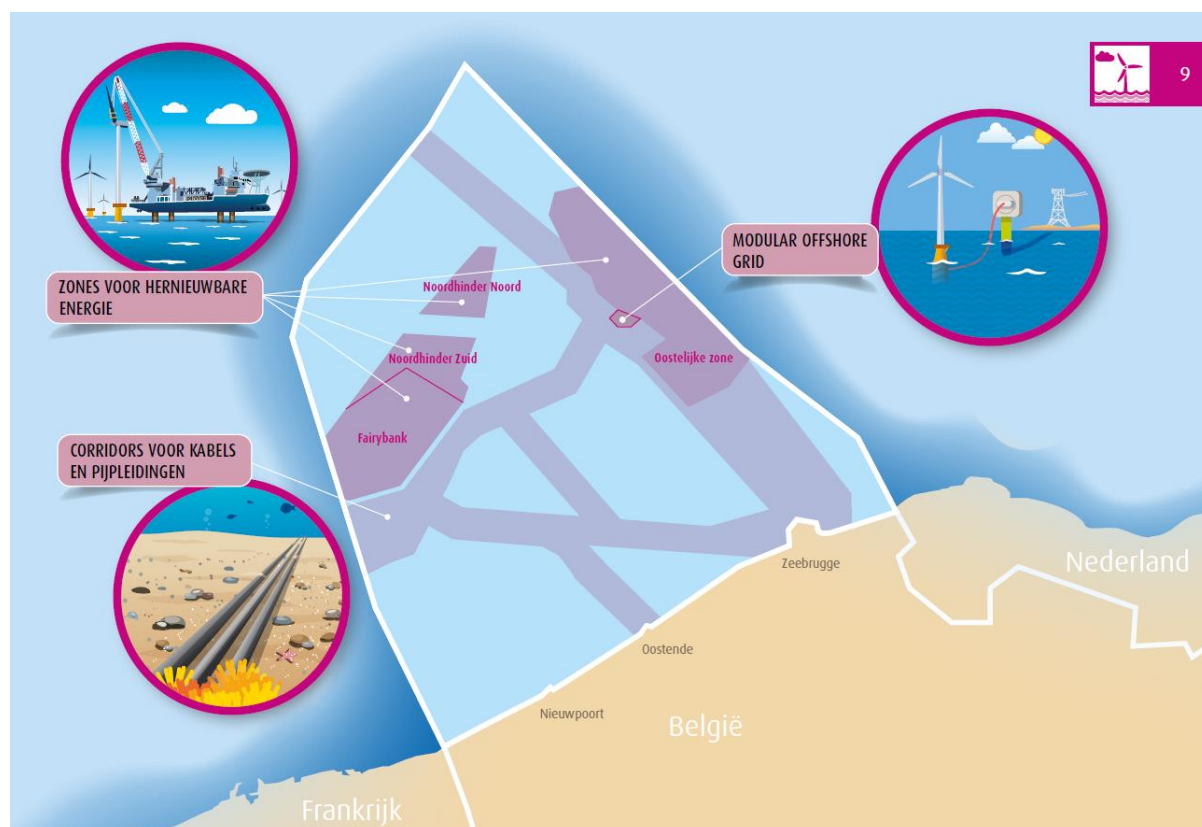 9
ZONES VOOR HERNIEUWBARE
ENERGIE
MODULAR OFFSHORE
GRID
Noordhinder Noord
Noordhinder Zuid
Oostelijke zone
Fairybank
CORRIDORS VOOR KABELS
EN PIJPLEIDINGEN
Zeebrugge
Nederland
Oostende
Nieuwpoort
België
Frankrijk